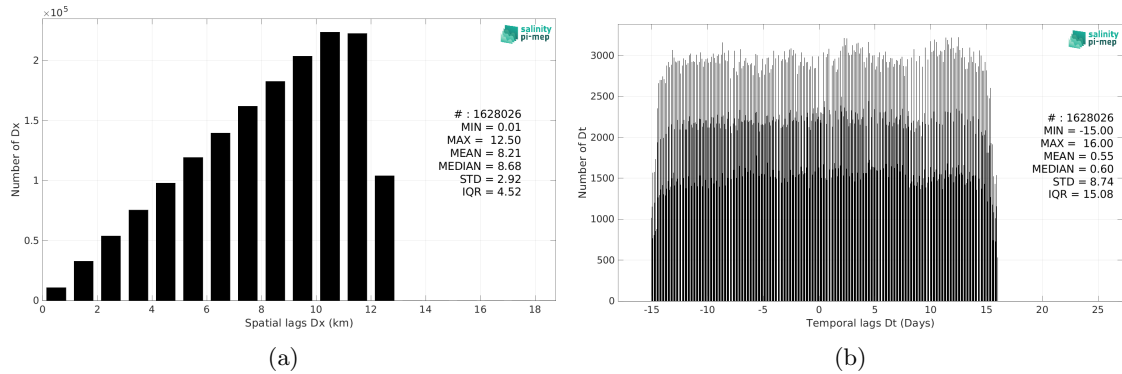 ×10⁵
salinity
pi-mep
2
1.5
1
0.5
0
Number of Dx
# : 1628026
MIN = 0.01
MAX = 12.50
MEAN = 8.21
MEDIAN = 8.68
STD = 2.92
IQR = 4.52
0 2 4 6 8 10 12 14 16 18
Spatial lags Dx (km)
(a)
salinity
pi-mep
3000
2500
2000
1500
1000
500
0
Number of Dt
# : 1628026
MIN = -15.00
MAX = 16.00
MEAN = 0.55
MEDIAN = 0.60
STD = 8.74
IQR = 15.08
-15 -10 -5 0 5 10 15 20 25
Temporal lags Dt (Days)
(b)